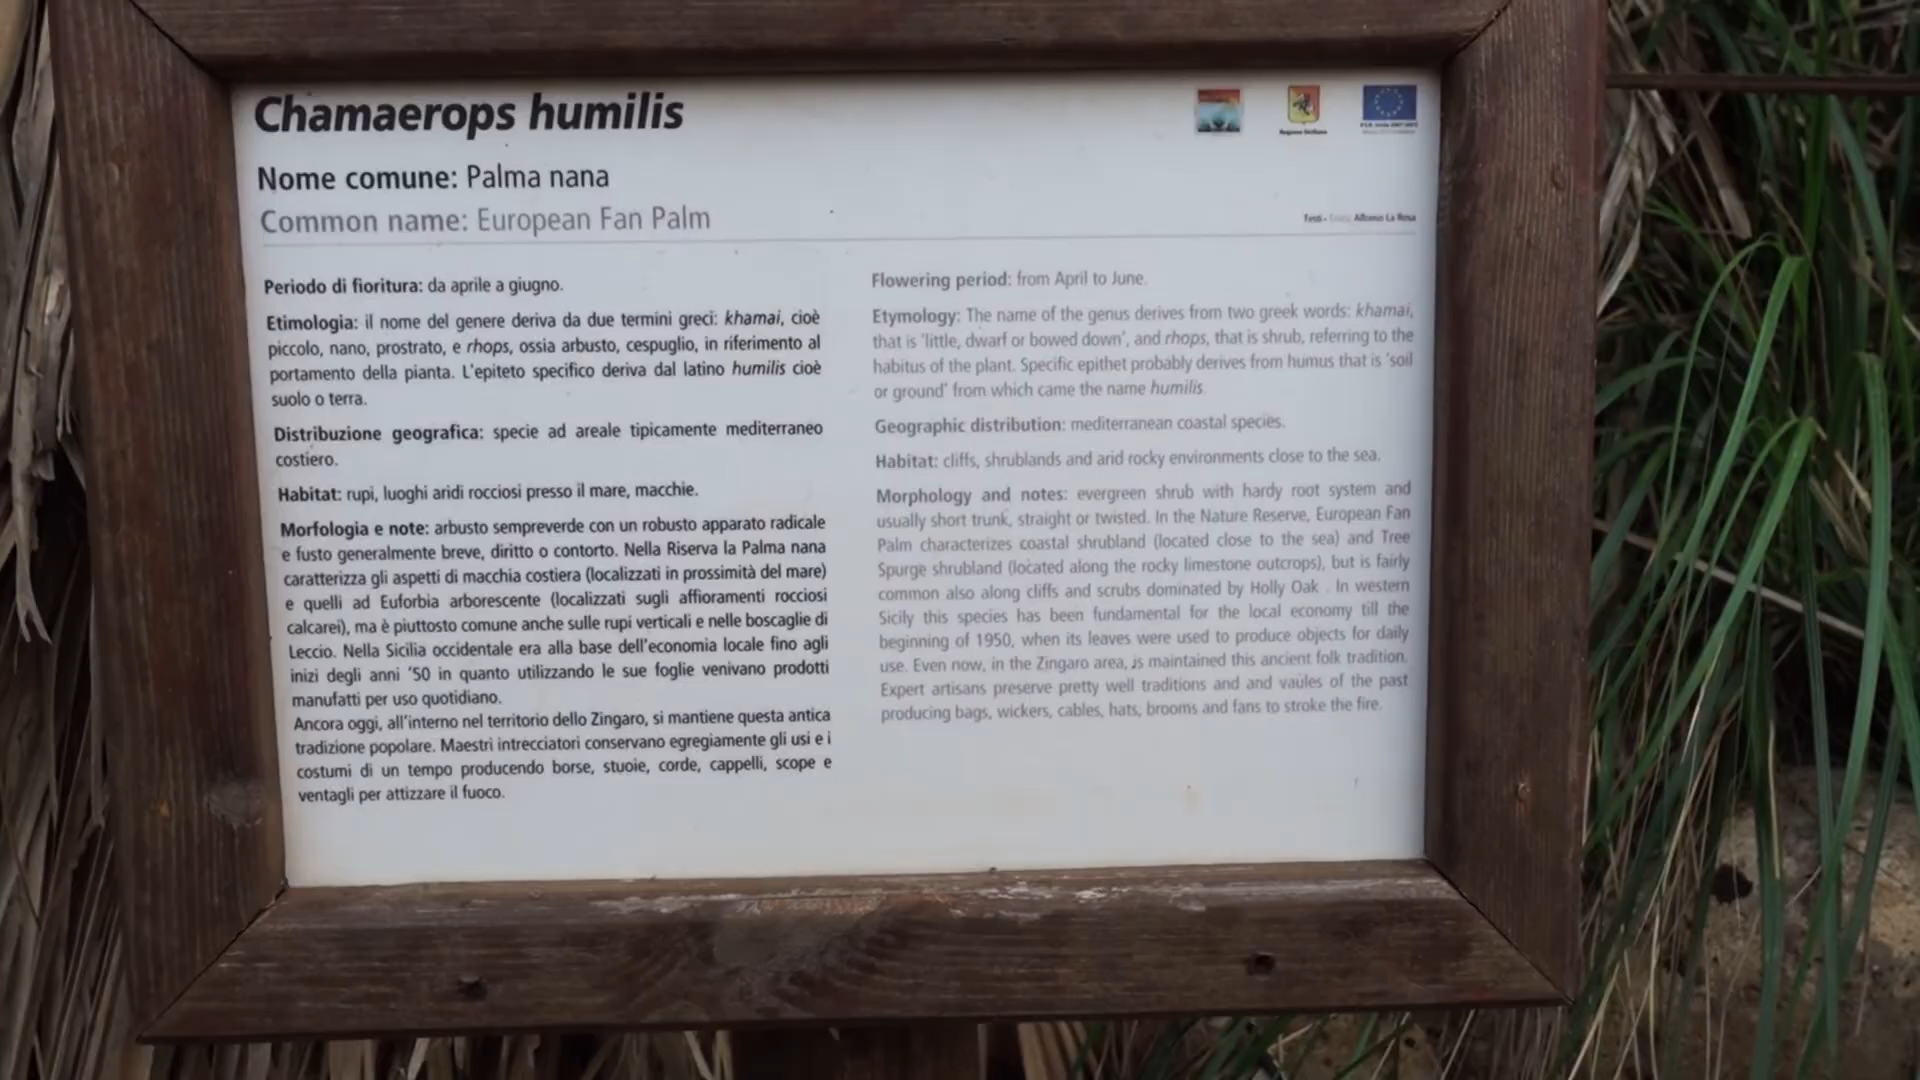 Chamaerops humilis
Nome comune: Palma nana
Common name: European Fan Palm
Regione Siciliana
Testi - Alfonso La Rosa
Periodo di fioritura: da aprile a giugno.
Etimologia: il nome del genere deriva da due termini greci: khamai, cioè
piccolo, nano, prostrato, e rhops, ossia arbusto, cespuglio, in riferimento al
portamento della pianta. L'epiteto specifico deriva dal latino humilis cioè
suolo o terra.
Distribuzione geografica: specie ad areale tipicamente mediterraneo
costiero.
Habitat: rupi, luoghi aridi rocciosi presso il mare, macchie.
Morfologia e note: arbusto sempreverde con un robusto apparato radicale
e fusto generalmente breve, diritto o contorto. Nella Riserva la Palma nana
caratterizza gli aspetti di macchia costiera (localizzati in prossimità del mare)
e quelli ad Euforbia arborescente (localizzati sugli affioramenti rocciosi
calcarei), ma è piuttosto comune anche sulle rupi verticali e nelle boscaglie di
Leccio. Nella Sicilia occidentale era alla base dell'economia locale fino agli
inizi degli anni '50 in quanto utilizzando le sue foglie venivano prodotti
manufatti per uso quotidiano.
Ancora oggi, all'interno nel territorio dello Zingaro, si mantiene questa antica
tradizione popolare. Maestri intrecciatori conservano egregiamente gli usi e i
costumi di un tempo producendo borse, stuoie, corde, cappelli, scope e
ventagli per attizzare il fuoco.
Flowering period: from April to June.
Etymology: The name of the genus derives from two greek words: khamai,
that is 'little, dwarf or bowed down', and rhops, that is shrub, referring to the
habitus of the plant. Specific epithet probably derives from humus that is 'soil
or ground' from which came the name humilis.
Geographic distribution: mediterranean coastal species.
Habitat: cliffs, shrublands and arid rocky environments close to the sea.
Morphology and notes: evergreen shrub with hardy root system and
usually short trunk, straight or twisted. In the Nature Reserve, European Fan
Palm characterizes coastal shrubland (located close to the sea) and Tree
Spurge shrubland (located along the rocky limestone outcrops), but is fairly
common also along cliffs and scrubs dominated by Holly Oak . In western
Sicily this species has been fundamental for the local economy till the
beginning of 1950, when its leaves were used to produce objects for daily
use. Even now, in the Zingaro area, is maintained this ancient folk tradition.
Expert artisans preserve pretty well traditions and and vaules of the past
producing bags, wickers, cables, hats, brooms and fans to stroke the fire.